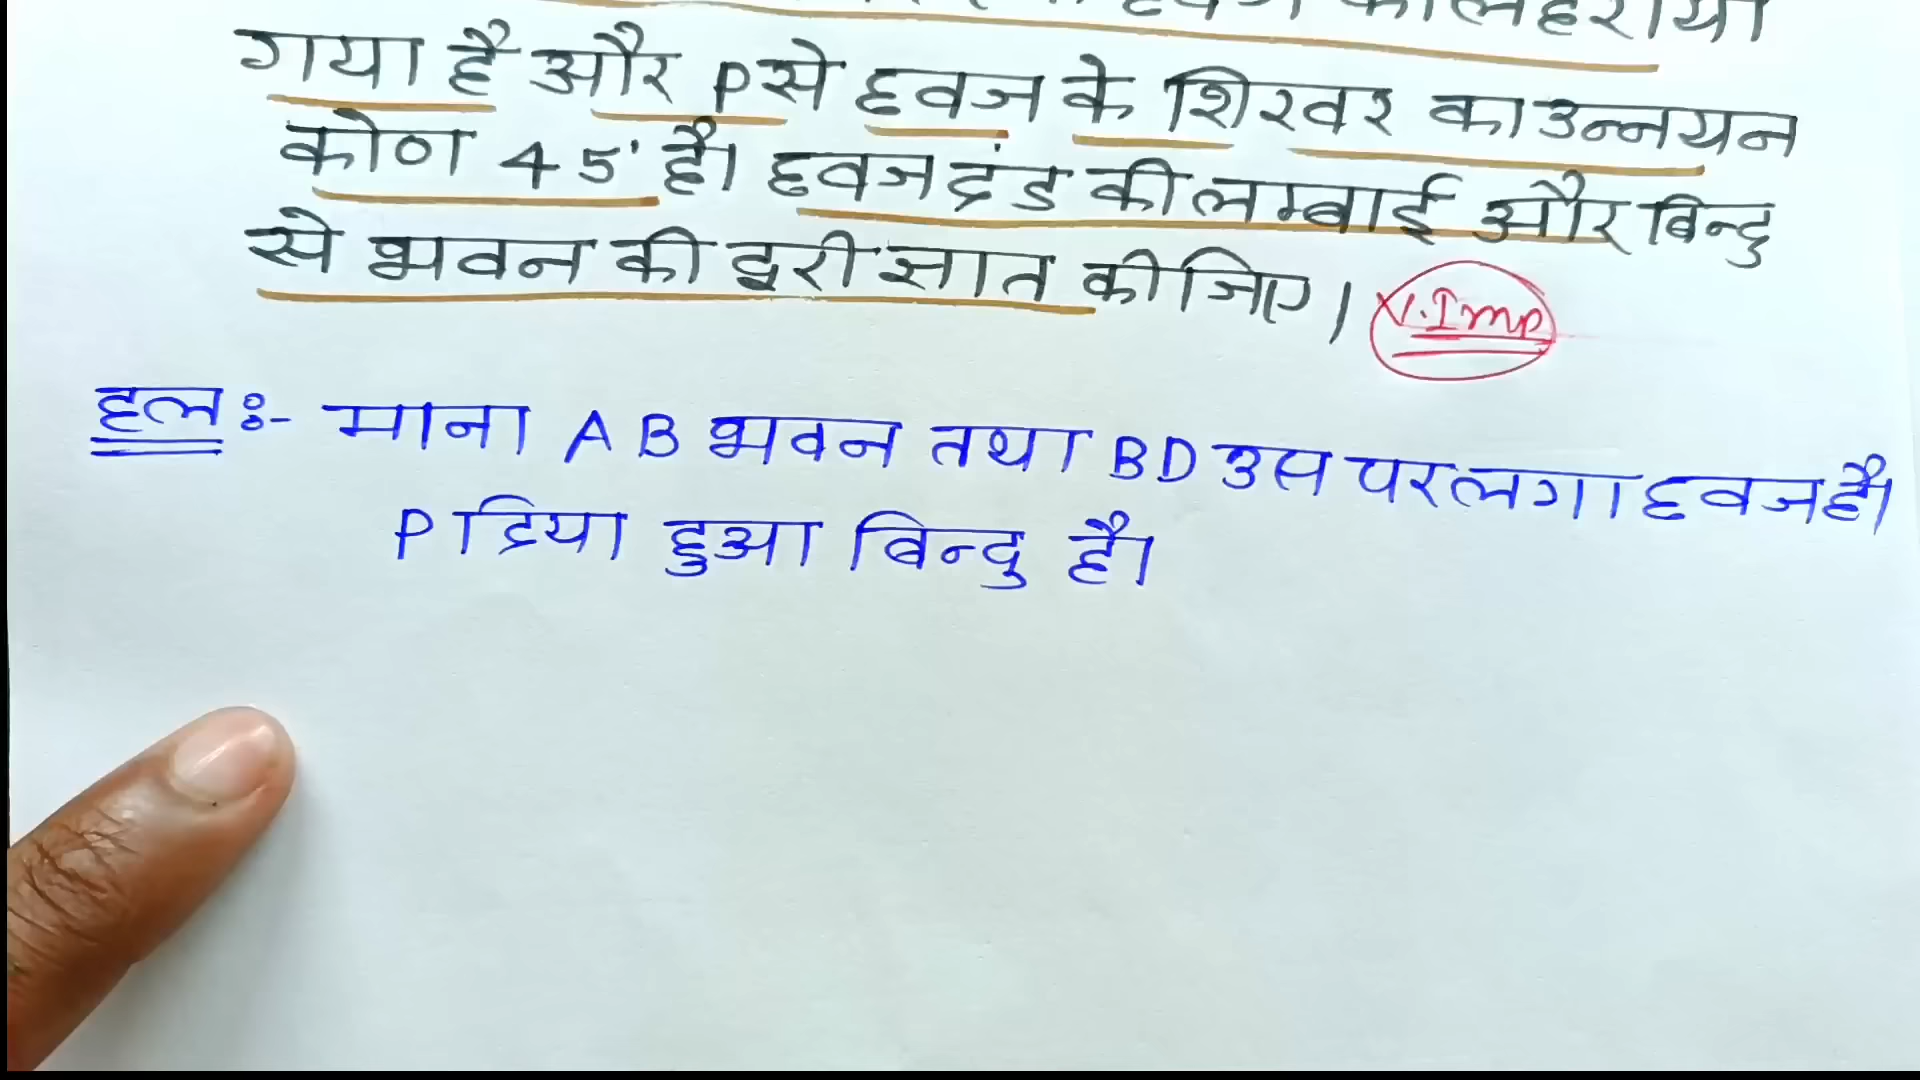 गया है और P से ध्वज के शिखर का उन्नयन
कोण 45° है। ध्वजदंड की लम्बाई और बिन्दु
से भवन की दूरी ज्ञात कीजिए। V. Imp
हल:- माना AB भवन तथा BD उस पर लगा ध्वज है।
P दिया हुआ बिन्दु है।